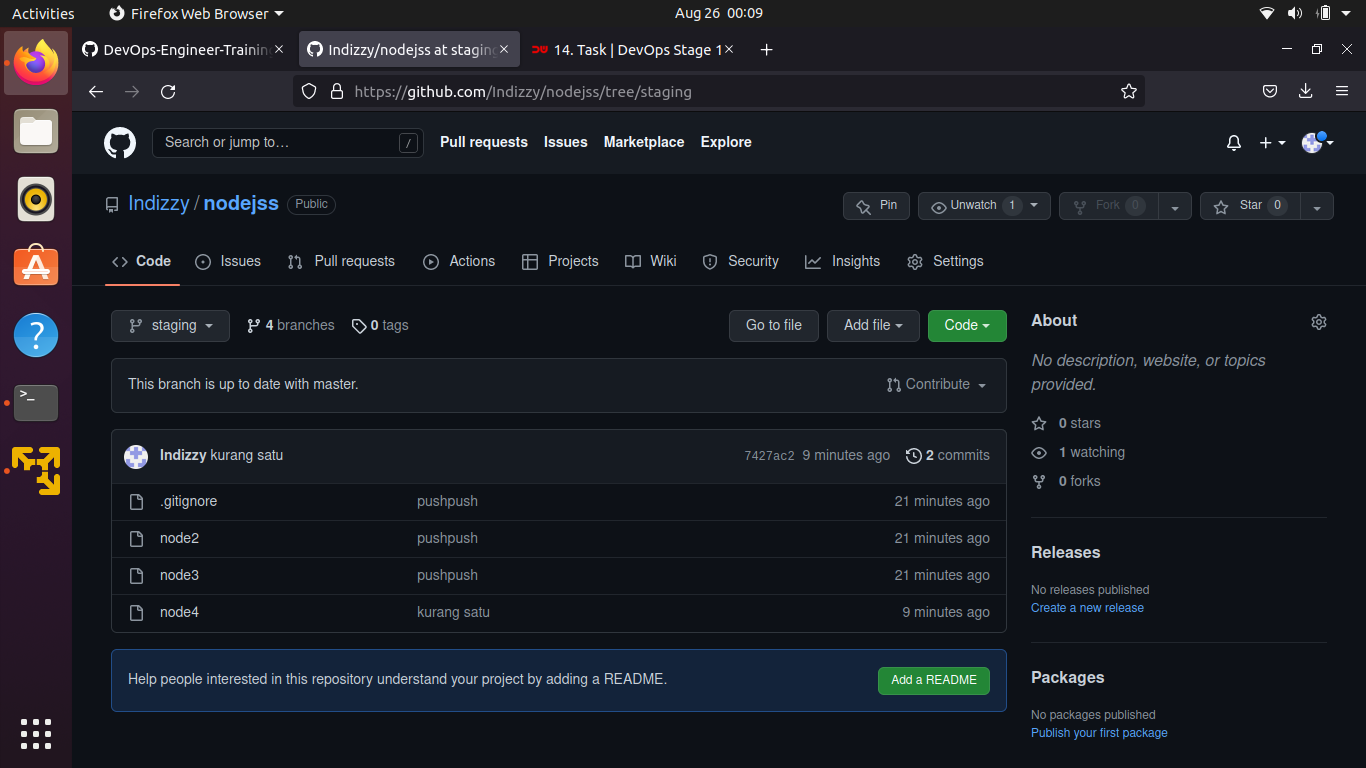 Activities Firefox Web Browser Aug 26 00:09
DevOps-Engineer-Training Indizzy/nodejss at staging 14. Task | DevOps Stage 1
https://github.com/Indizzy/nodejss/tree/staging
Search or jump to… / Pull requests Issues Marketplace Explore
Indizzy / nodejss Public Pin Unwatch 1 Fork 0 Star 0
Code Issues Pull requests Actions Projects Wiki Security Insights Settings
staging 4 branches 0 tags Go to file Add file Code
This branch is up to date with master. Contribute
Indizzy kurang satu 7427ac2 9 minutes ago 2 commits
.gitignore pushpush 21 minutes ago
node2 pushpush 21 minutes ago
node3 pushpush 21 minutes ago
node4 kurang satu 9 minutes ago
Help people interested in this repository understand your project by adding a README. Add a README
About
No description, website, or topics
provided.
0 stars
1 watching
0 forks
Releases
No releases published
Create a new release
Packages
No packages published
Publish your first package